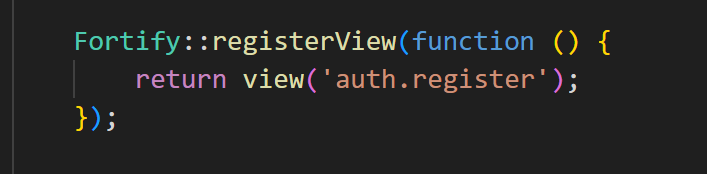 Fortify::registerView(function () {
    return view('auth.register');
});